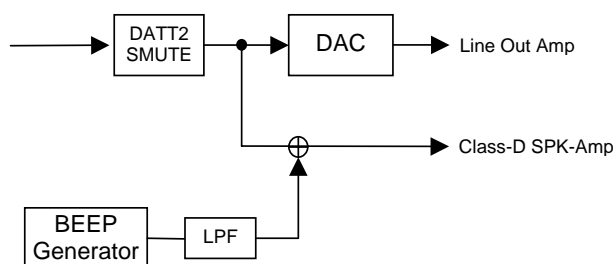 DATT2
SMUTE
DAC
Line Out Amp
Class-D SPK-Amp
BEEP
Generator
LPF